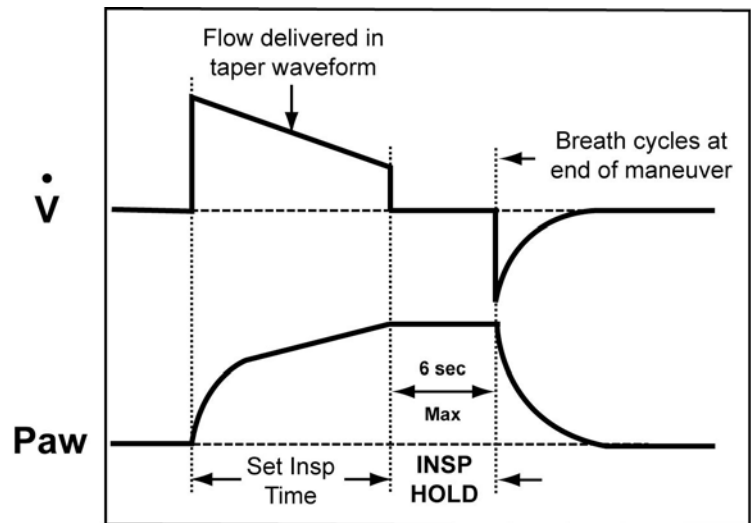 Flow delivered in
taper waveform
Breath cycles at
end of maneuver
V̇
6 sec
Max
Paw
Set Insp
Time
INSP
HOLD